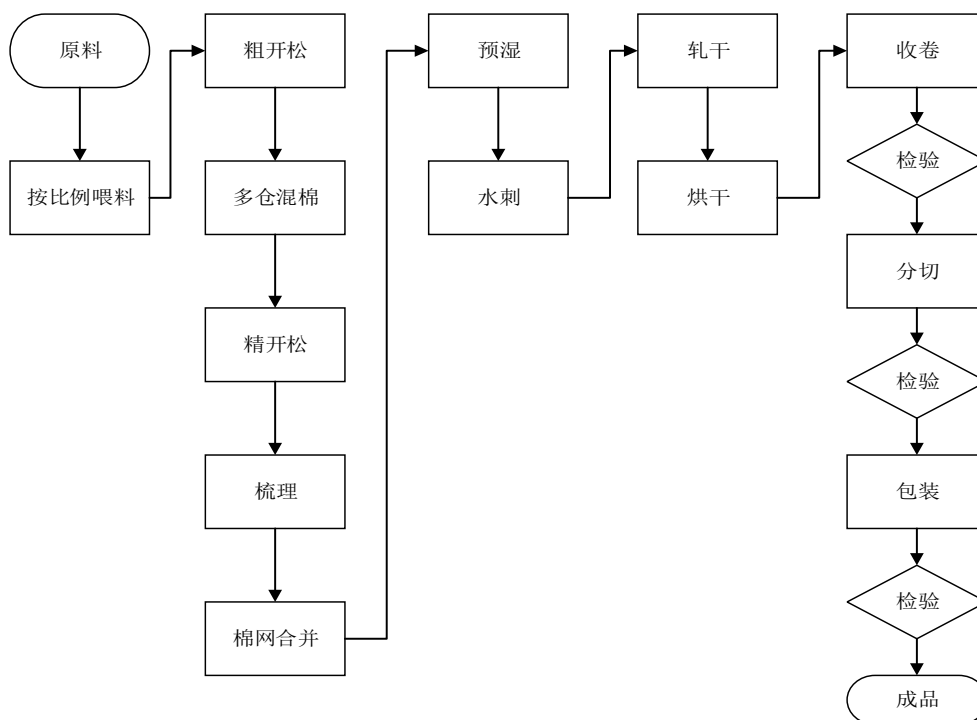 原料
按比例喂料
粗开松
多仓混棉
精开松
梳理
棉网合并
预湿
水刺
轧干
烘干
收卷
检验
分切
检验
包装
检验
成品